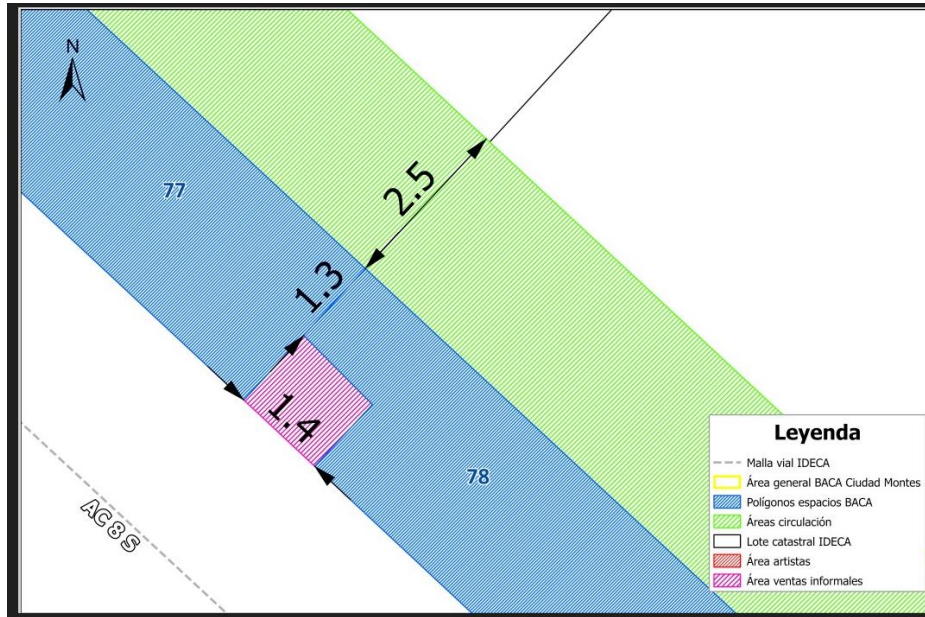 N
77
2.5
1.3
1.4
78
AC 8 S
Leyenda
Malla vial IDECA
Área general BACA Ciudad Montes
Polígonos espacios BACA
Áreas circulación
Lote catastral IDECA
Área artistas
Área ventas informales